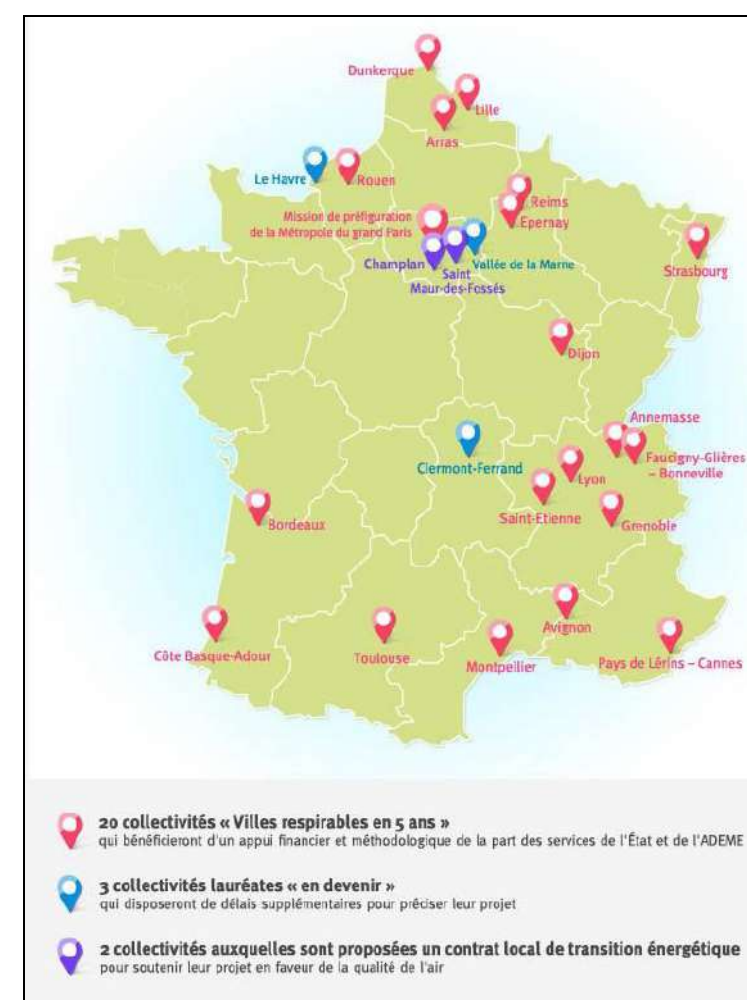 Dunkerque
Lille
Arras
Le Havre
Rouen
Reims
Epernay
Mission de préfiguration
de la Métropole du grand Paris
Champlan
Saint
Maur-des-Fossés
Vallée de la Marne
Strasbourg
Dijon
Annemasse
Faucigny-Glières
– Bonneville
Clermont-Ferrand
Lyon
Saint-Etienne
Grenoble
Bordeaux
Avignon
Côte Basque-Adour
Toulouse
Montpellier
Pays de Lérins – Cannes
20 collectivités « Villes respirables en 5 ans »
qui bénéficieront d'un appui financier et méthodologique de la part des services de l'État et de l'ADEME
3 collectivités lauréates « en devenir »
qui disposeront de délais supplémentaires pour préciser leur projet
2 collectivités auxquelles sont proposées un contrat local de transition énergétique
pour soutenir leur projet en faveur de la qualité de l'air